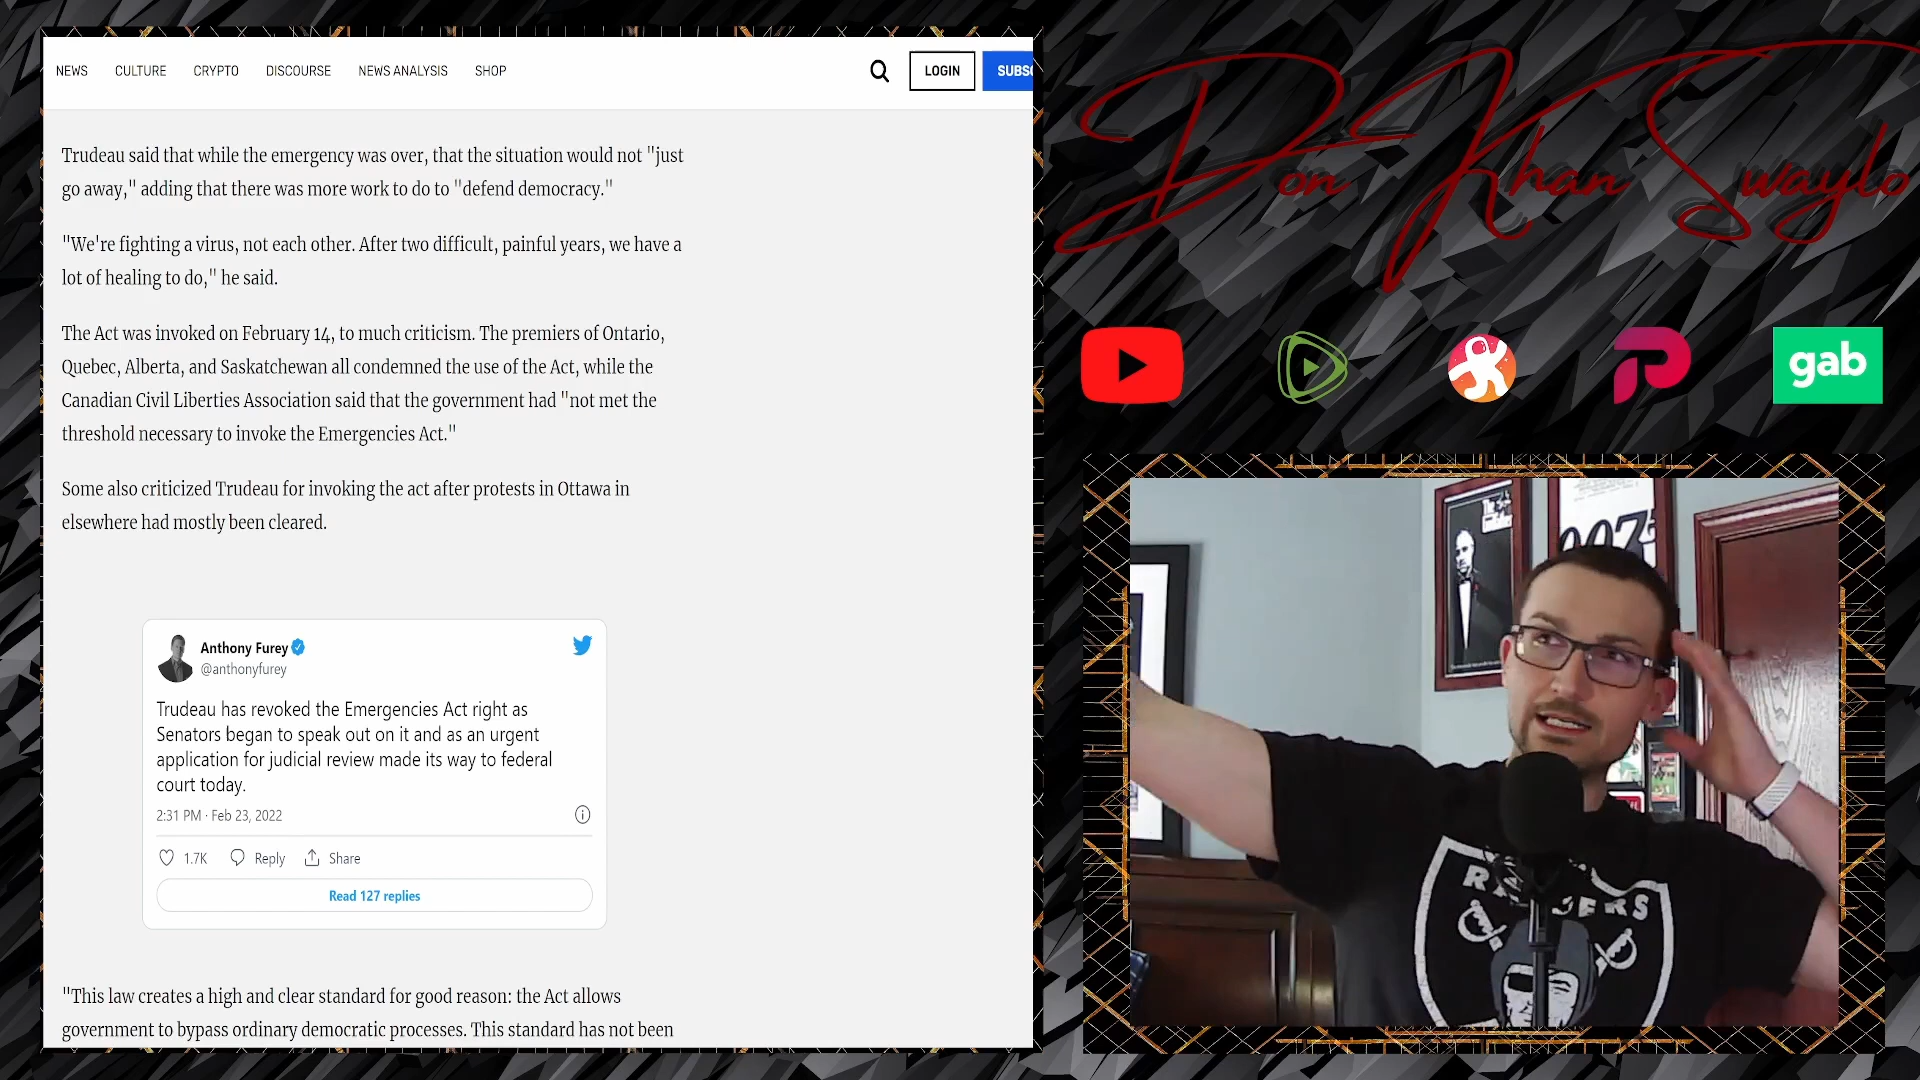 NEWS CULTURE CRYPTO DISCOURSE NEWS ANALYSIS SHOP LOGIN
Trudeau said that while the emergency was over, that the situation would not "just
go away," adding that there was more work to do to "defend democracy."
"We're fighting a virus, not each other. After two difficult, painful years, we have a
lot of healing to do," he said.
The Act was invoked on February 14, to much criticism. The premiers of Ontario,
Quebec, Alberta, and Saskatchewan all condemned the use of the Act, while the
Canadian Civil Liberties Association said that the government had "not met the
threshold necessary to invoke the Emergencies Act."
Some also criticized Trudeau for invoking the act after protests in Ottawa in
elsewhere had mostly been cleared.
Anthony Furey
@anthonyfurey
Trudeau has revoked the Emergencies Act right as
Senators began to speak out on it and as an urgent
application for judicial review made its way to federal
court today.
2:31 PM · Feb 23, 2022
1.7K Reply Share
Read 127 replies
"This law creates a high and clear standard for good reason: the Act allows
government to bypass ordinary democratic processes. This standard has not been
Don Khan Swaylo
gab
007